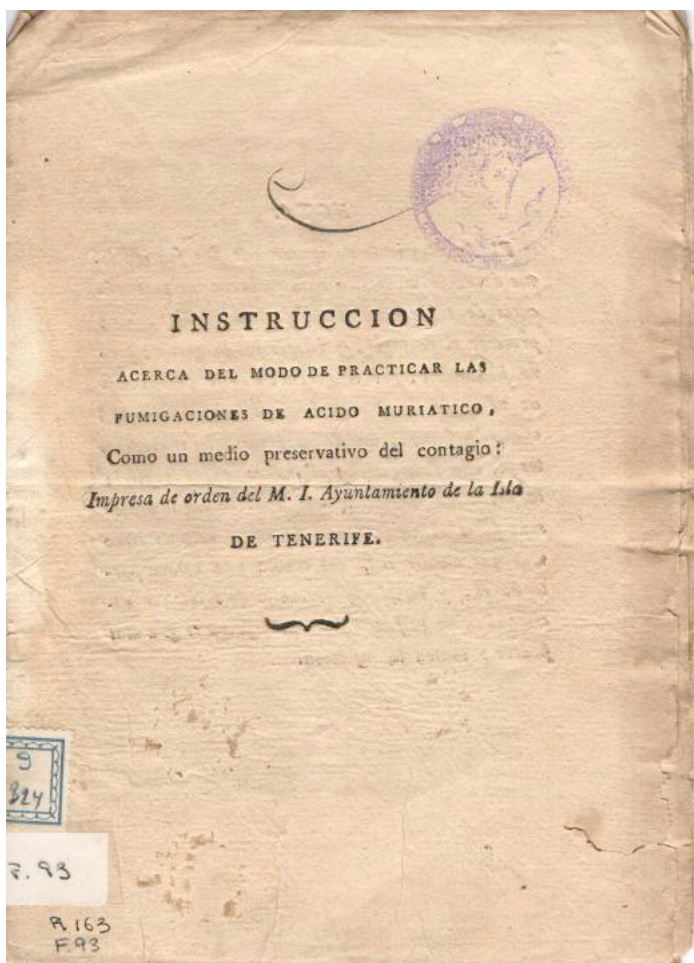 INSTRUCCION
ACERCA DEL MODO DE PRACTICAR LAS
FUMIGACIONES DE ACIDO MURIATICO,
Como un medio preservativo del contagio:
Impresa de orden del M. I. Ayuntamiento de la Isla
DE TENERIFE.
9
324
F. 93
R 163
F.93